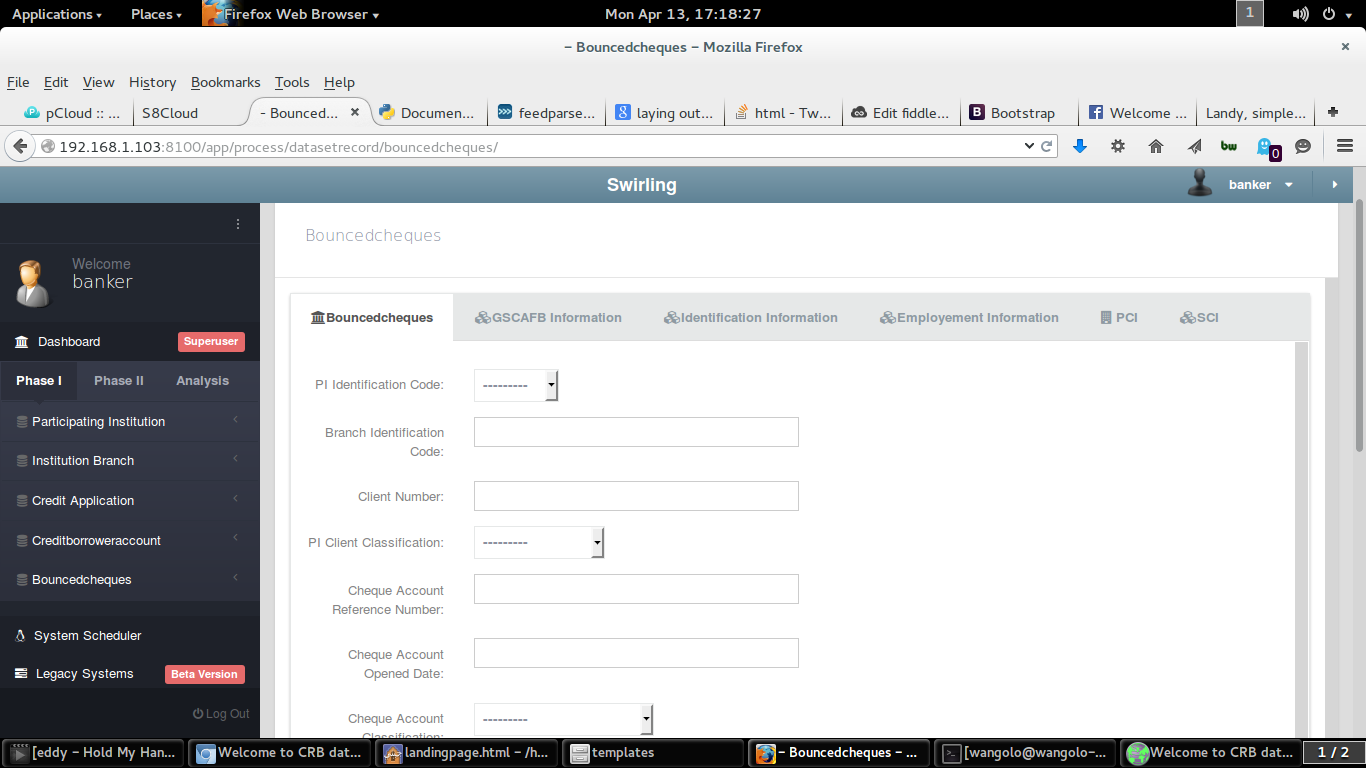 Applications Places Firefox Web Browser Mon Apr 13, 17:18:27 1
– Bouncedcheques – Mozilla Firefox
File Edit View History Bookmarks Tools Help
pCloud :: ... S8Cloud – Bounced... Documen... feedparse... laying out... html - Tw... Edit fiddle... B Bootstrap Welcome ... Landy, simple...
192.168.1.103:8100/app/process/datasetrecord/bouncedcheques/ bw 0
Swirling banker
Bouncedcheques
Welcome
banker
Dashboard Superuser
Phase I Phase II Analysis
Participating Institution
Institution Branch
Credit Application
Creditborroweraccount
Bouncedcheques
System Scheduler
Legacy Systems Beta Version
Log Out
Bouncedcheques GSCAFB Information Identification Information Employement Information PCI SCI
PI Identification Code: ---------
Branch Identification
Code:
Client Number:
PI Client Classification: ---------
Cheque Account
Reference Number:
Cheque Account
Opened Date:
Cheque Account ---------
Classification:
[eddy – Hold My Han... Welcome to CRB dat... landingpage.html – /h... templates – Bouncedcheques – ... [wangolo@wangolo-... Welcome to CRB dat... 1 / 2